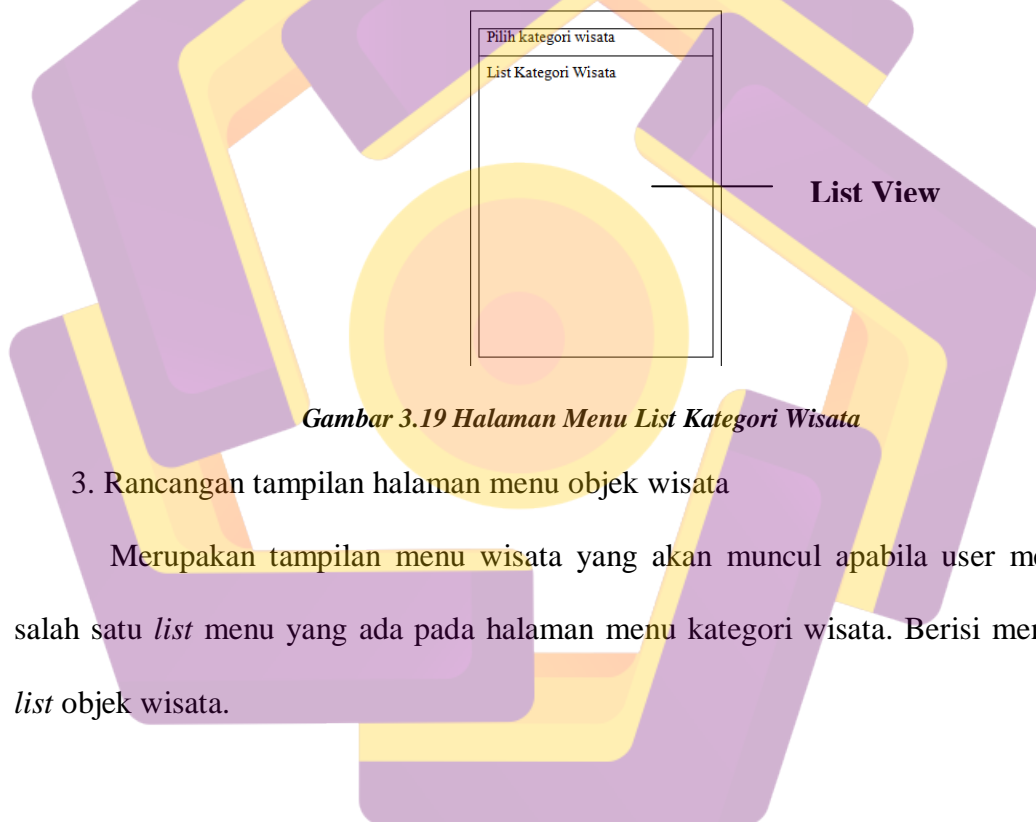 Pilih kategori wisata
List Kategori Wisata
List View
Gambar 3.19 Halaman Menu List Kategori Wisata
3. Rancangan tampilan halaman menu objek wisata
Merupakan tampilan menu wisata yang akan muncul apabila user
salah satu list menu yang ada pada halaman menu kategori wisata. Berisi
list objek wisata.